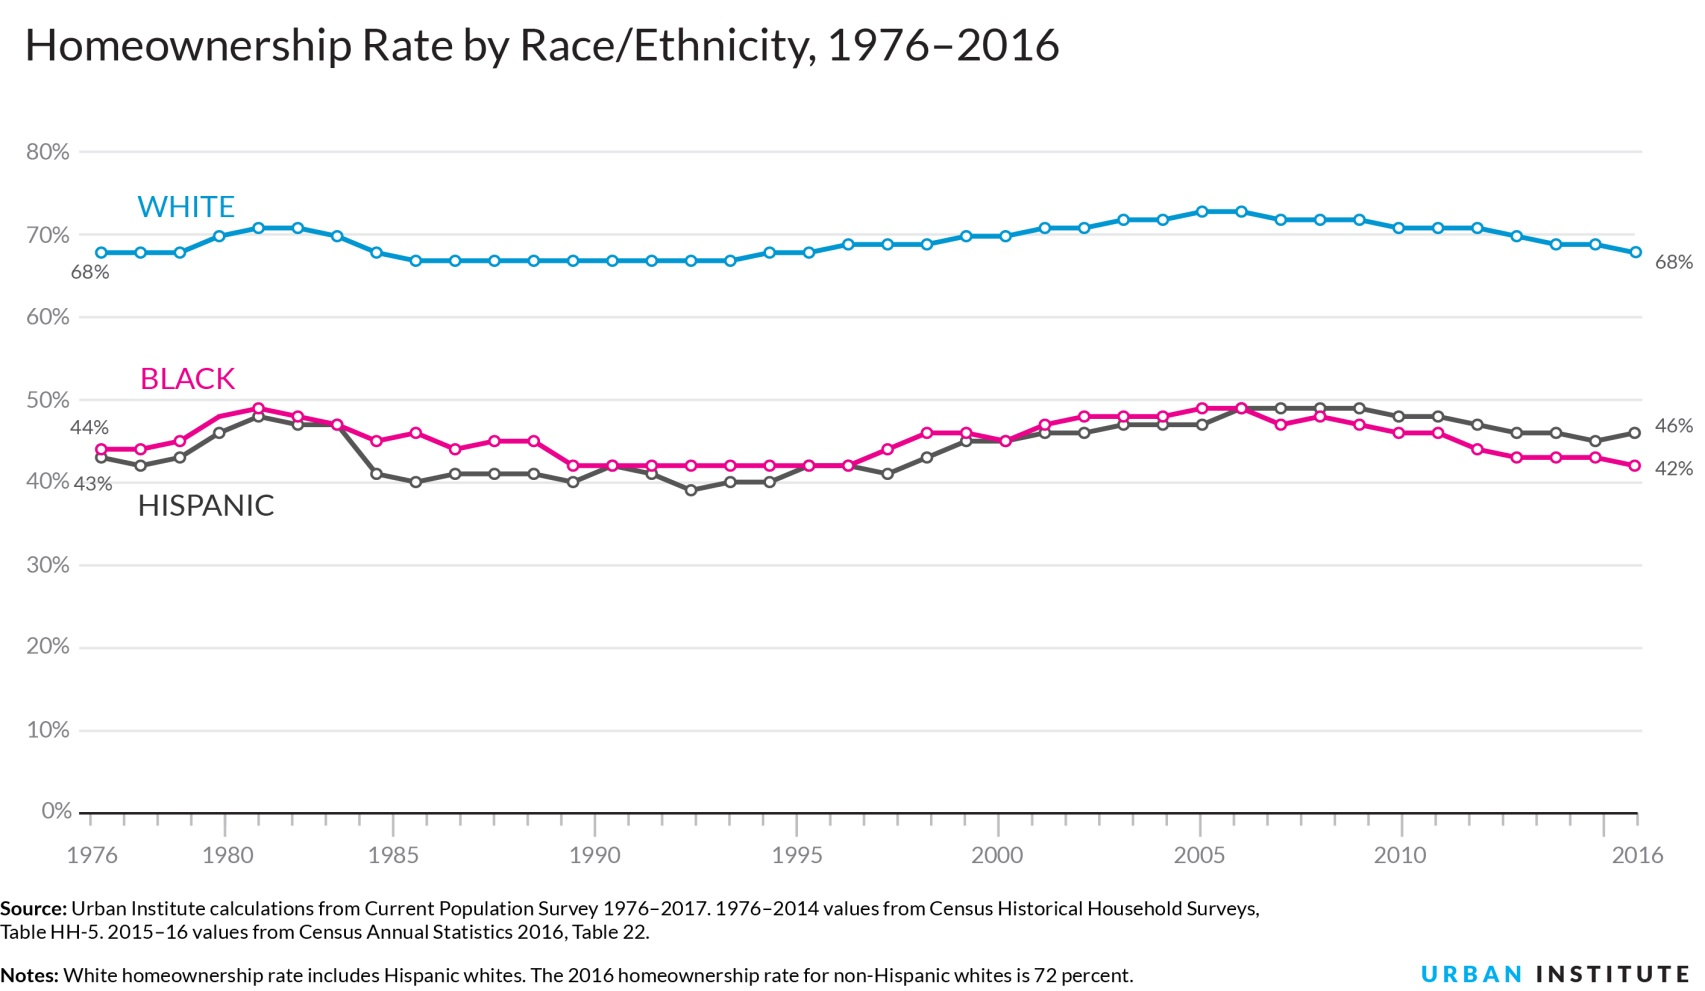 Homeownership Rate by Race/Ethnicity, 1976–2016
80%
WHITE
70%
68%
68%
60%
BLACK
50%
44%
46%
42%
40%
43%
HISPANIC
30%
20%
10%
0%
1976 1980 1985 1990 1995 2000 2005 2010 2016
Source: Urban Institute calculations from Current Population Survey 1976–2017. 1976–2014 values from Census Historical Household Surveys,
Table HH-5. 2015–16 values from Census Annual Statistics 2016, Table 22.
Notes: White homeownership rate includes Hispanic whites. The 2016 homeownership rate for non-Hispanic whites is 72 percent.
URBAN INSTITUTE